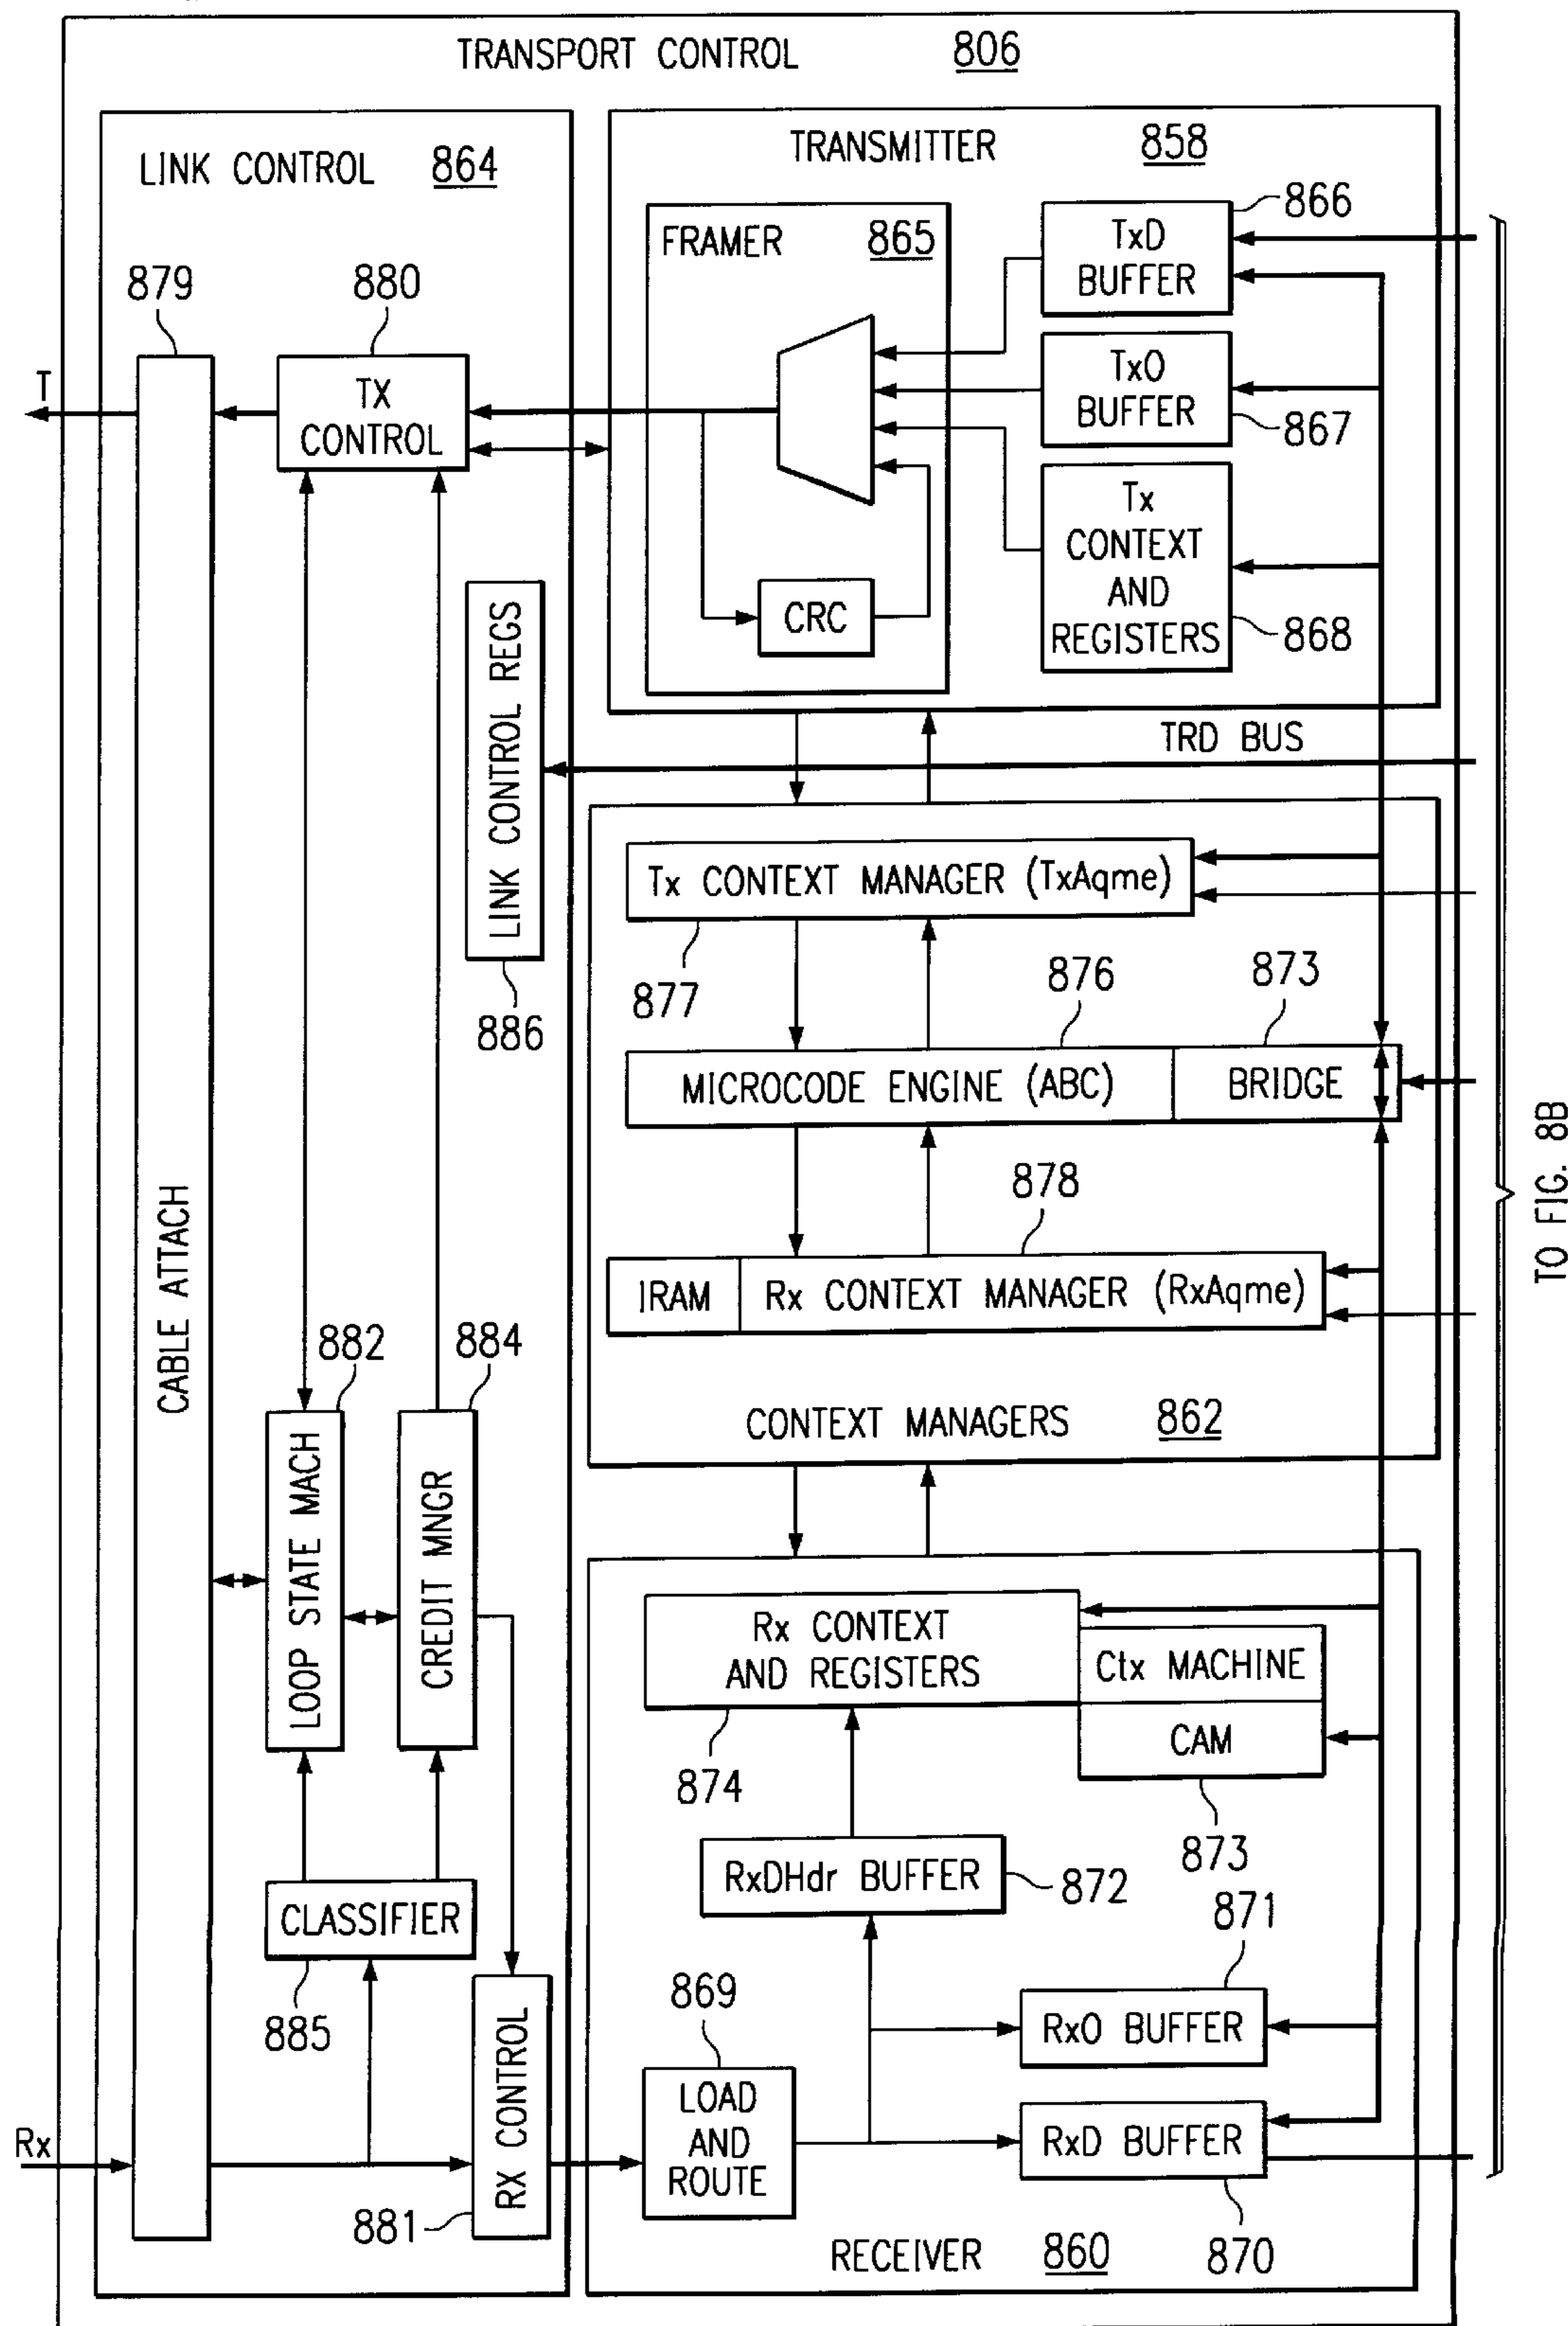 TRANSPORT CONTROL 806
LINK CONTROL 864
TRANSMITTER 858
FRAMER 865
TxD
BUFFER
866
TxO
BUFFER
867
Tx
CONTEXT
AND
REGISTERS
868
CRC
879
880
T
TX
CONTROL
LINK CONTROL REGS
886
TRD BUS
Tx CONTEXT MANAGER (TxAqme)
877
876
873
MICROCODE ENGINE (ABC)
BRIDGE
878
IRAM
Rx CONTEXT MANAGER (RxAqme)
CONTEXT MANAGERS 862
CABLE ATTACH
882
884
LOOP STATE MACH
CREDIT MNGR
Rx CONTEXT
AND REGISTERS
874
Ctx MACHINE
CAM
873
RxDHdr BUFFER
872
CLASSIFIER
885
871
RxO BUFFER
869
LOAD
AND
ROUTE
RxD BUFFER
870
Rx
RX CONTROL
881
RECEIVER 860
TO FIG. 8B